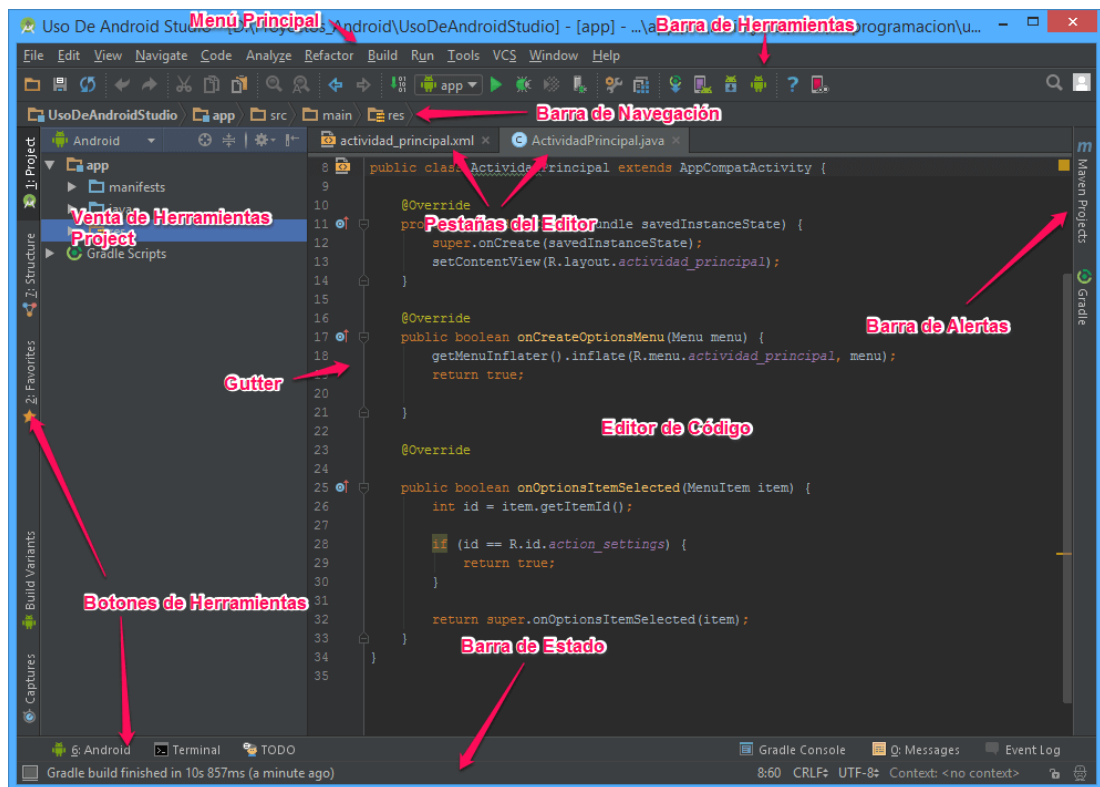 Uso De Android Studio - [D:\Proyectos_Android\UsoDeAndroidStudio] - [app] - ...\a programacion\u...
Menú Principal
Barra de Herramientas
File Edit View Navigate Code Analyze Refactor Build Run Tools VCS Window Help
app
UsoDeAndroidStudio app src main res
Barra de Navegación
Android
actividad_principal.xml
ActividadPrincipal.java
1: Project
7: Structure
2: Favorites
Build Variants
Captures
app
manifests
java
Venta de Herramientas
Project
Gradle Scripts
8 public class ActividadPrincipal extends AppCompatActivity {
9
10 @Override
Pestañas del Editor
11 undle savedInstanceState) {
12 super.onCreate(savedInstanceState);
13 setContentView(R.layout.actividad_principal);
14 }
15
16 @Override
17 public boolean onCreateOptionsMenu(Menu menu) {
18 getMenuInflater().inflate(R.menu.actividad_principal, menu);
return true;
20
21 }
22
23 @Override
24
25 public boolean onOptionsItemSelected(MenuItem item) {
26 int id = item.getItemId();
27
28 if (id == R.id.action_settings) {
29 return true;
30 }
31
32 return super.onOptionsItemSelected(item);
33 }
34 }
35
Gutter
Editor de Código
Barra de Alertas
Botones de Herramientas
Barra de Estado
Maven Projects
Gradle
6: Android Terminal TODO
Gradle Console 0: Messages Event Log
Gradle build finished in 10s 857ms (a minute ago)
8:60 CRLF UTF-8 Context: <no context>